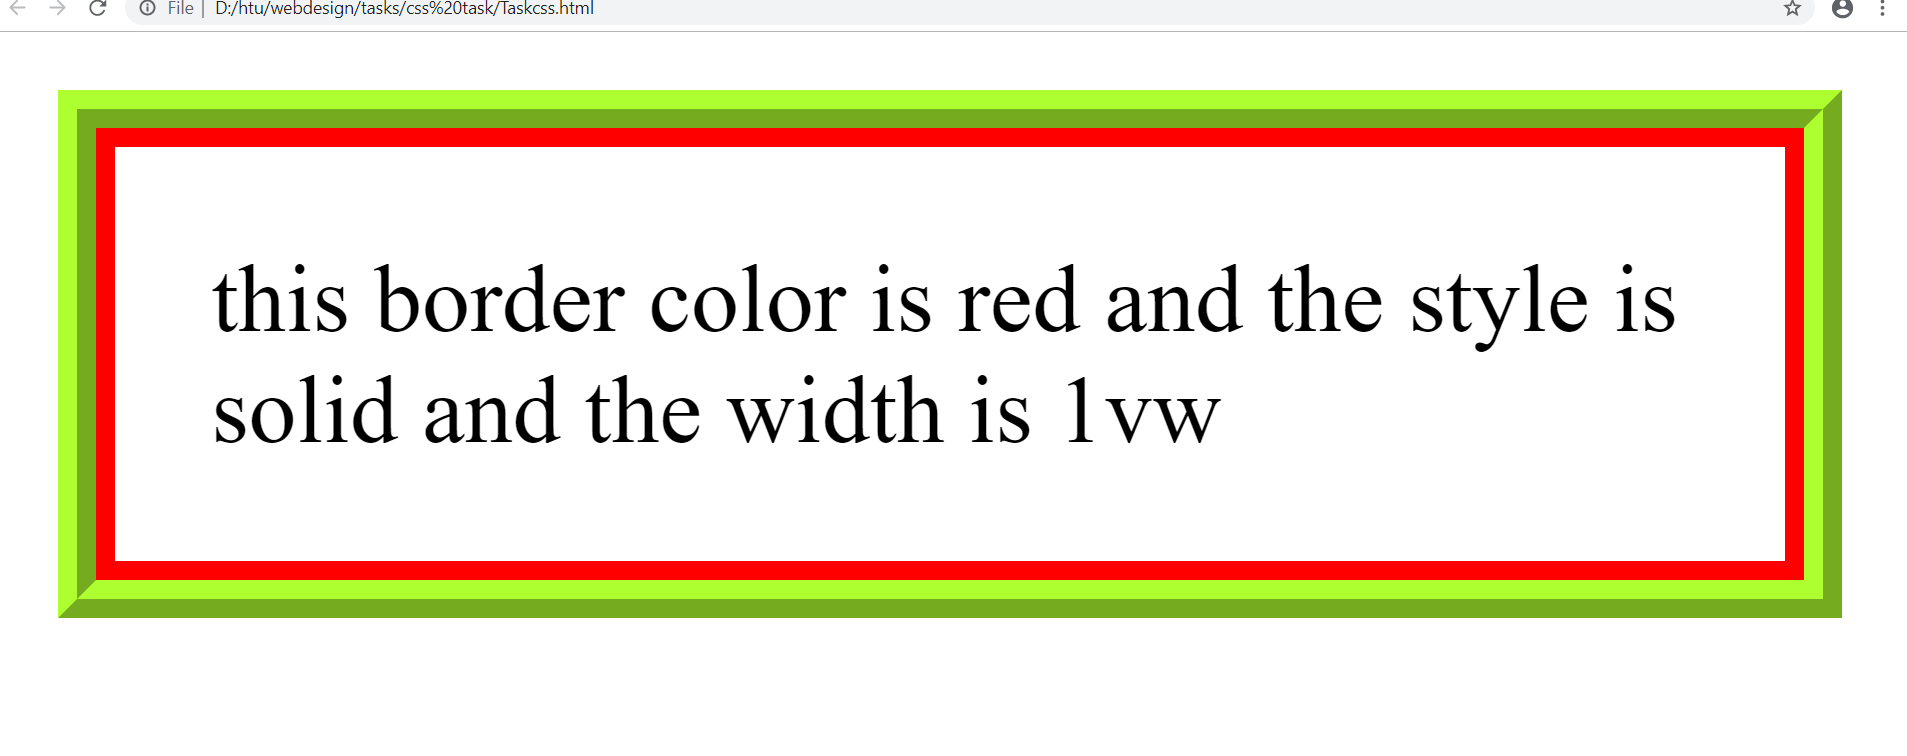 File | D:/htu/webdesign/tasks/css%20task/Taskcss.html
this border color is red and the style is
solid and the width is 1vw